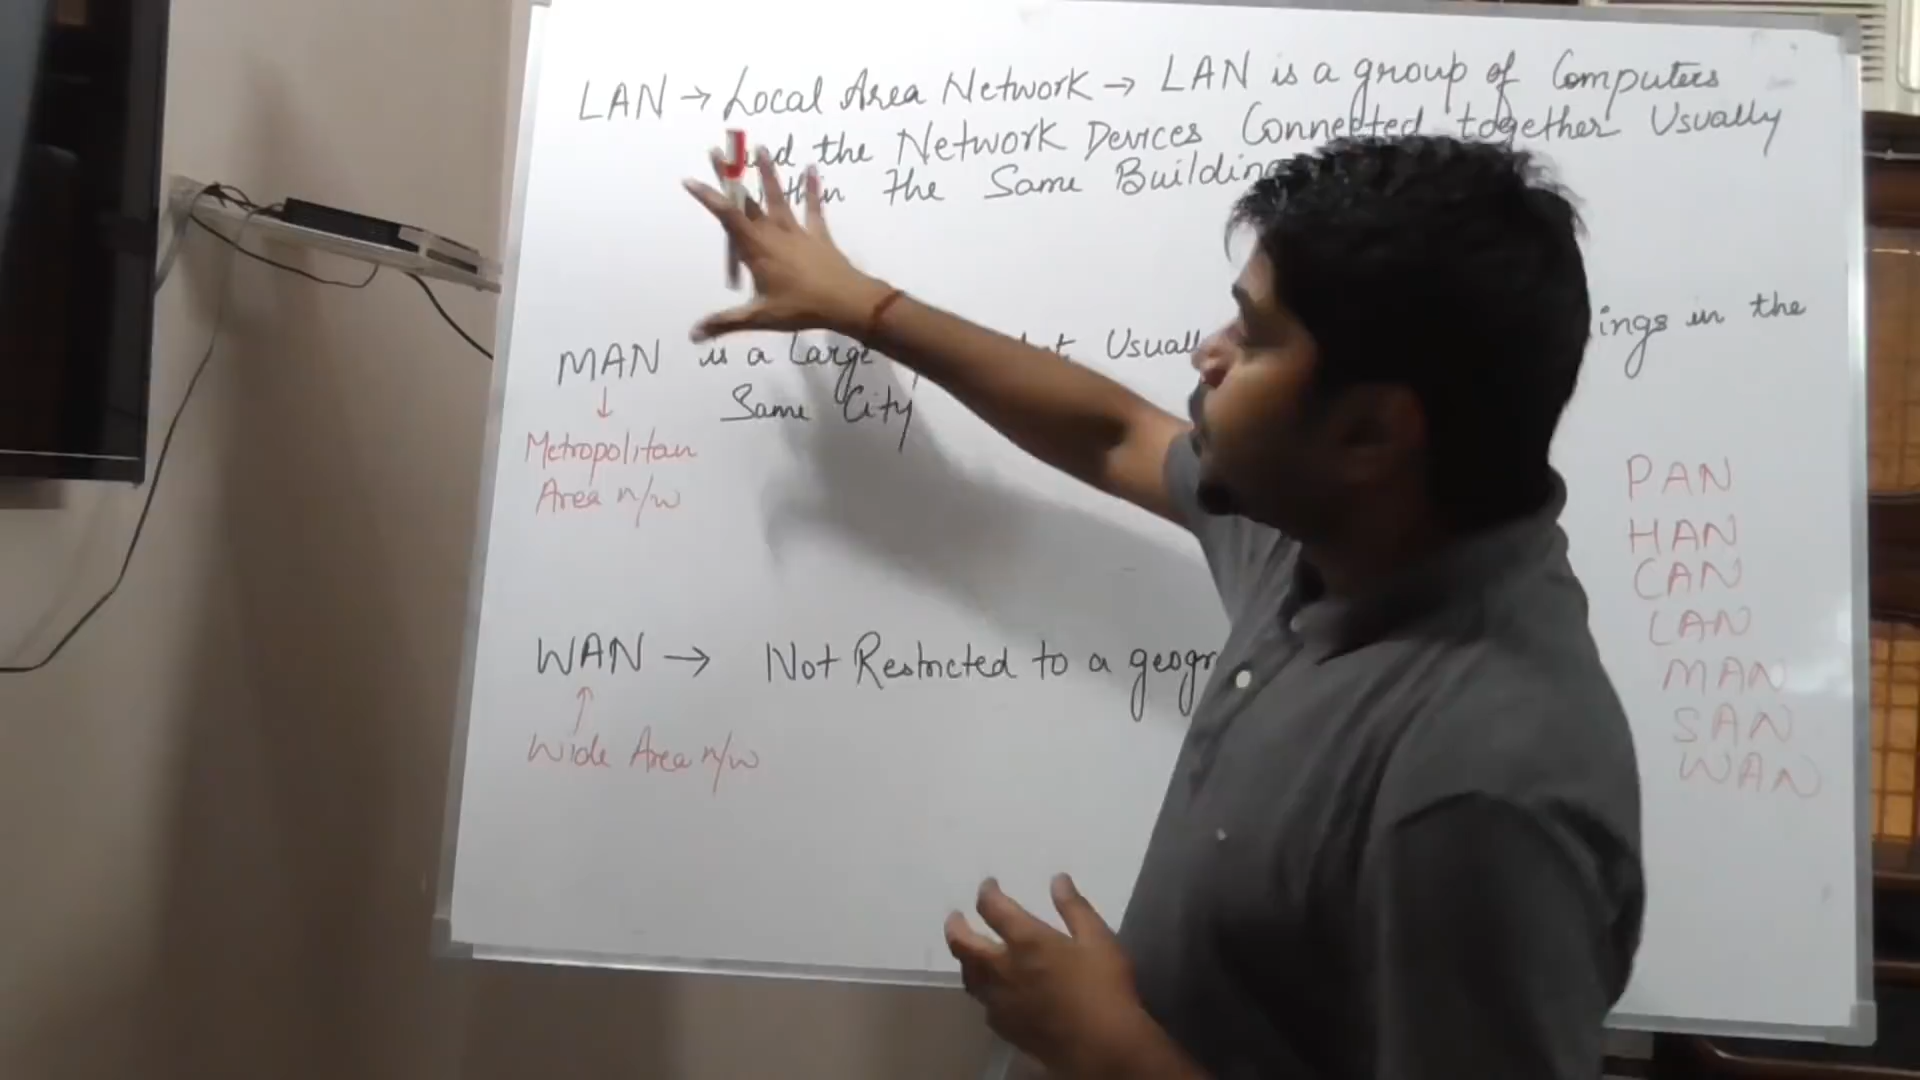 LAN → Local Area Network → LAN is a group of Computers
and the Network Devices Connected together Usually
within the Same Building
MAN is a large Usually ings in the
Same City
↓
Metropolitan
Area n/w
WAN → Not Restricted to a geogr
↑
Wide Area n/w
PAN
HAN
CAN
LAN
MAN
SAN
WAN